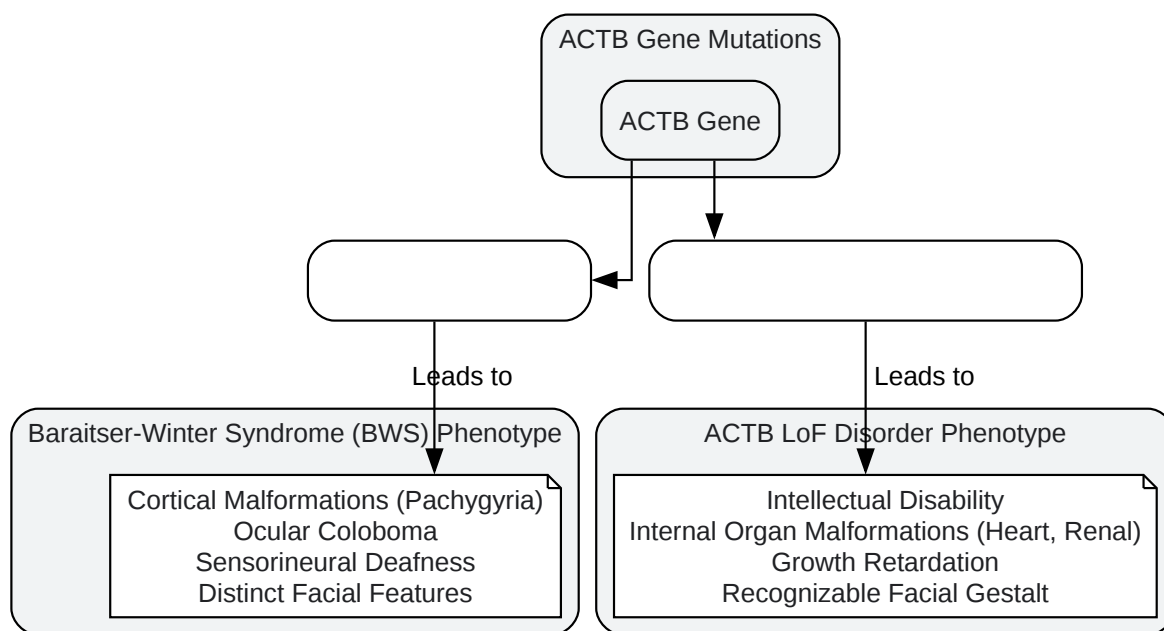 ACTB Gene Mutations
ACTB Gene
Leads to
Leads to
Baraitser-Winter Syndrome (BWS) Phenotype
Cortical Malformations (Pachygyria)
Ocular Coloboma
Sensorineural Deafness
Distinct Facial Features
ACTB LoF Disorder Phenotype
Intellectual Disability
Internal Organ Malformations (Heart, Renal)
Growth Retardation
Recognizable Facial Gestalt